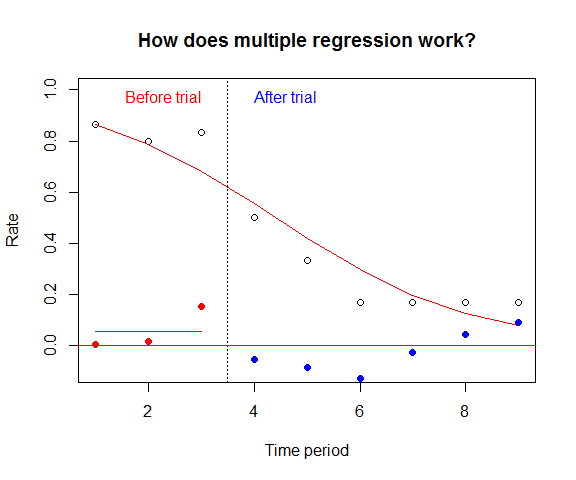 How does multiple regression work?
Before trial
After trial
Rate
1.0
0.8
0.6
0.4
0.2
0.0
2
4
6
8
Time period